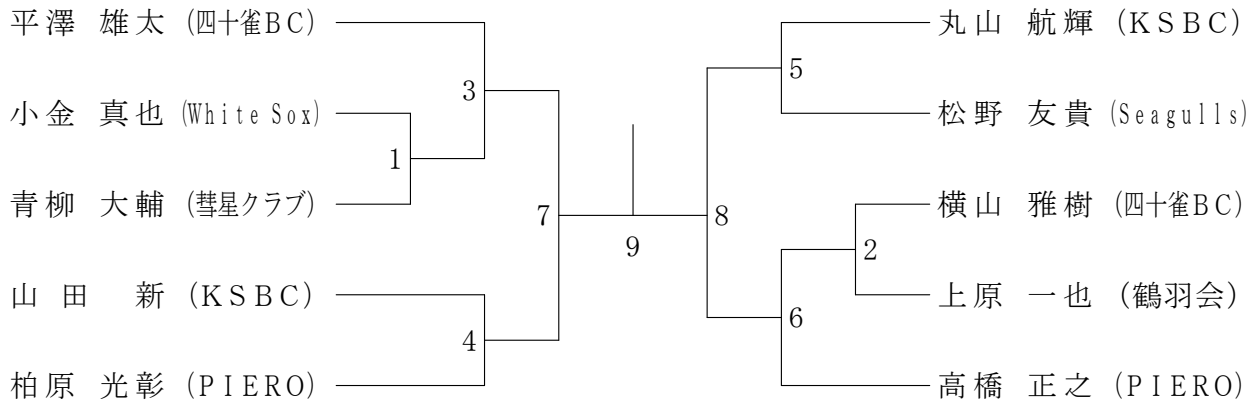 平澤 雄太 (四十雀BC)
3
小金 真也 (White Sox)
1
青柳 大輔 (彗星クラブ)
7
山田 新 (KSBC)
4
柏原 光彰 (PIERO)
9
丸山 航輝 (KSBC)
5
松野 友貴 (Seagulls)
8
横山 雅樹 (四十雀BC)
2
上原 一也 (鶴羽会)
6
高橋 正之 (PIERO)